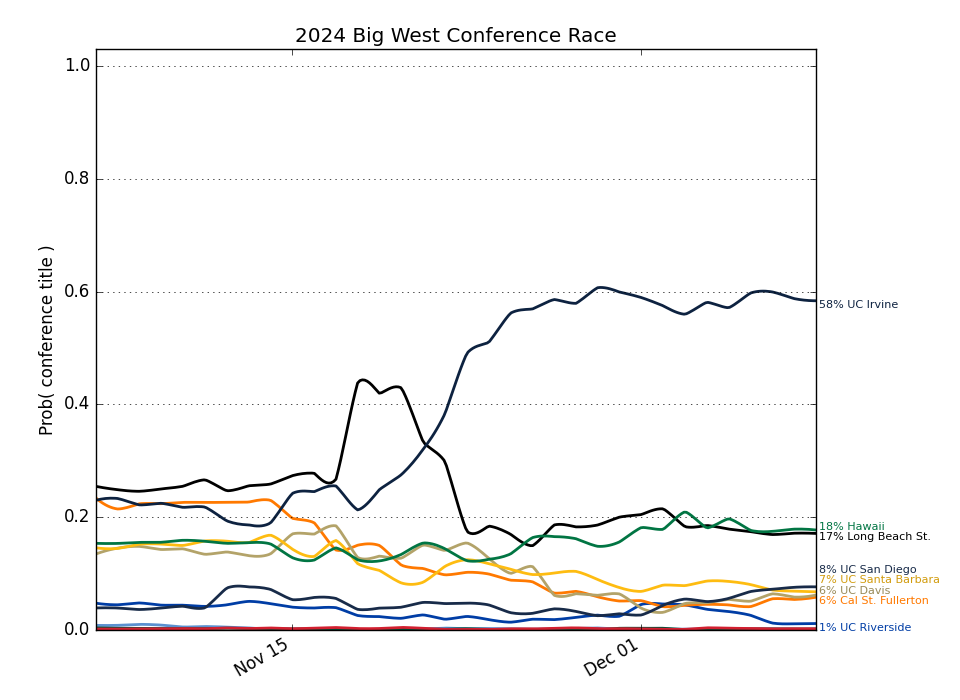 2024 Big West Conference Race
Prob( conference title )
1.0
0.8
0.6
0.4
0.2
0.0
Nov 15
Dec 01
58% UC Irvine
18% Hawaii
17% Long Beach St.
8% UC San Diego
7% UC Santa Barbara
6% UC Davis
6% Cal St. Fullerton
1% UC Riverside